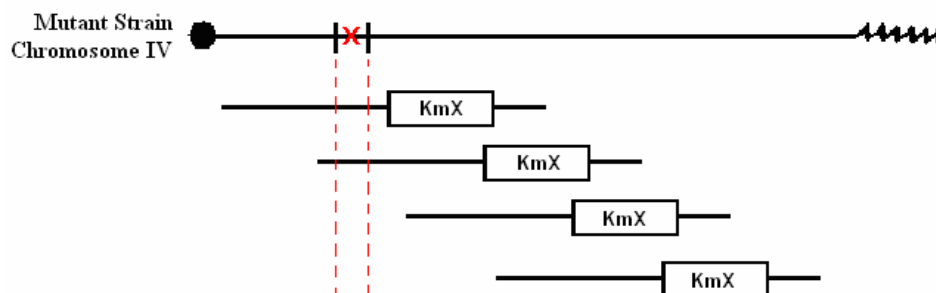 Mutant Strain
Chromosome IV
X
KmX
KmX
KmX
KmX